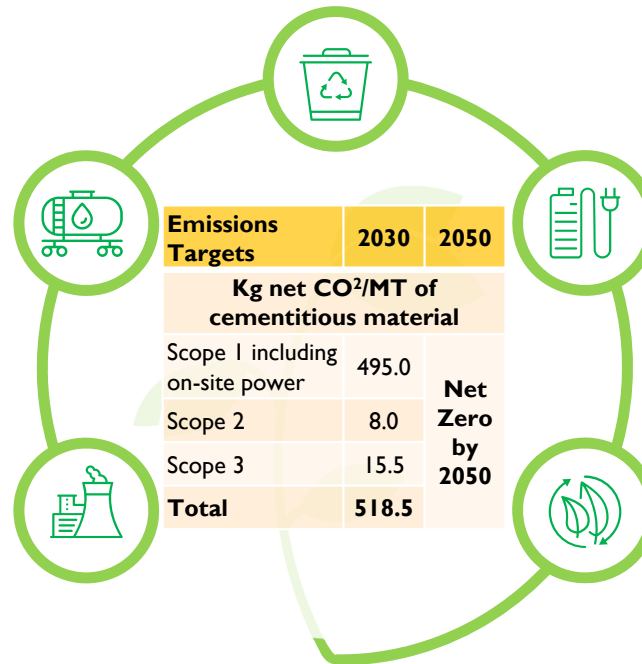 Emissions
Targets
2030
2050
Kg net CO²/MT of
cementitious material
Scope 1 including
on-site power
495.0
Scope 2
8.0
Scope 3
15.5
Total
518.5
Net
Zero
by
2050